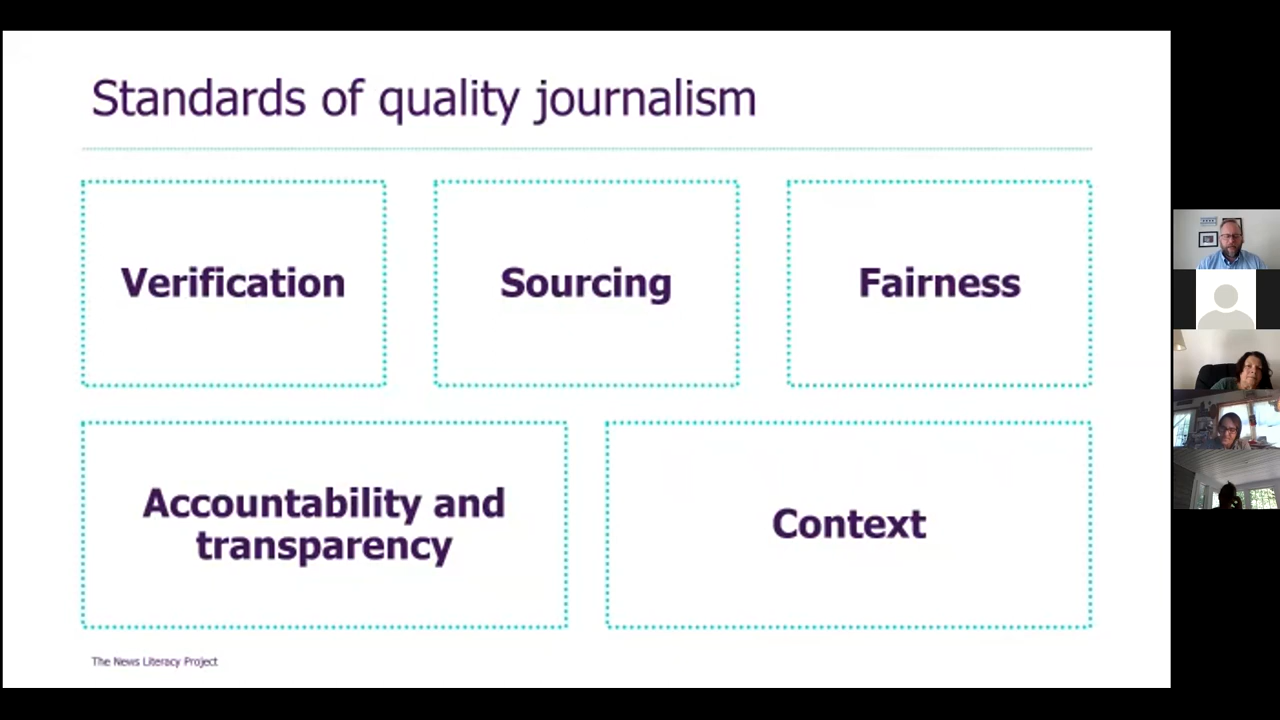 Standards of quality journalism
Verification
Sourcing
Fairness
Accountability and
transparency
Context
The News Literacy Project